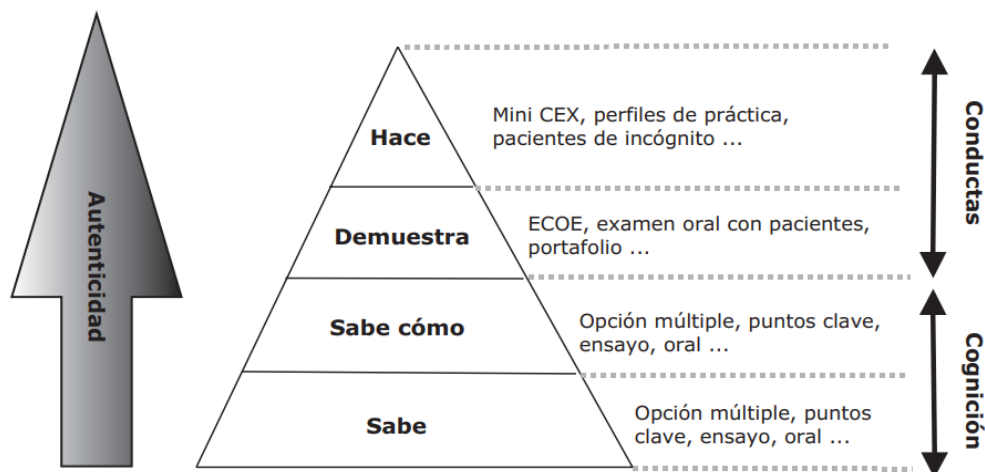 Autenticidad
Hace
Mini CEX, perfiles de práctica,
pacientes de incógnito ...
Demuestra
ECOE, examen oral con pacientes,
portafolio ...
Conductas
Sabe cómo
Opción múltiple, puntos clave,
ensayo, oral ...
Sabe
Opción múltiple, puntos
clave, ensayo, oral ...
Cognición